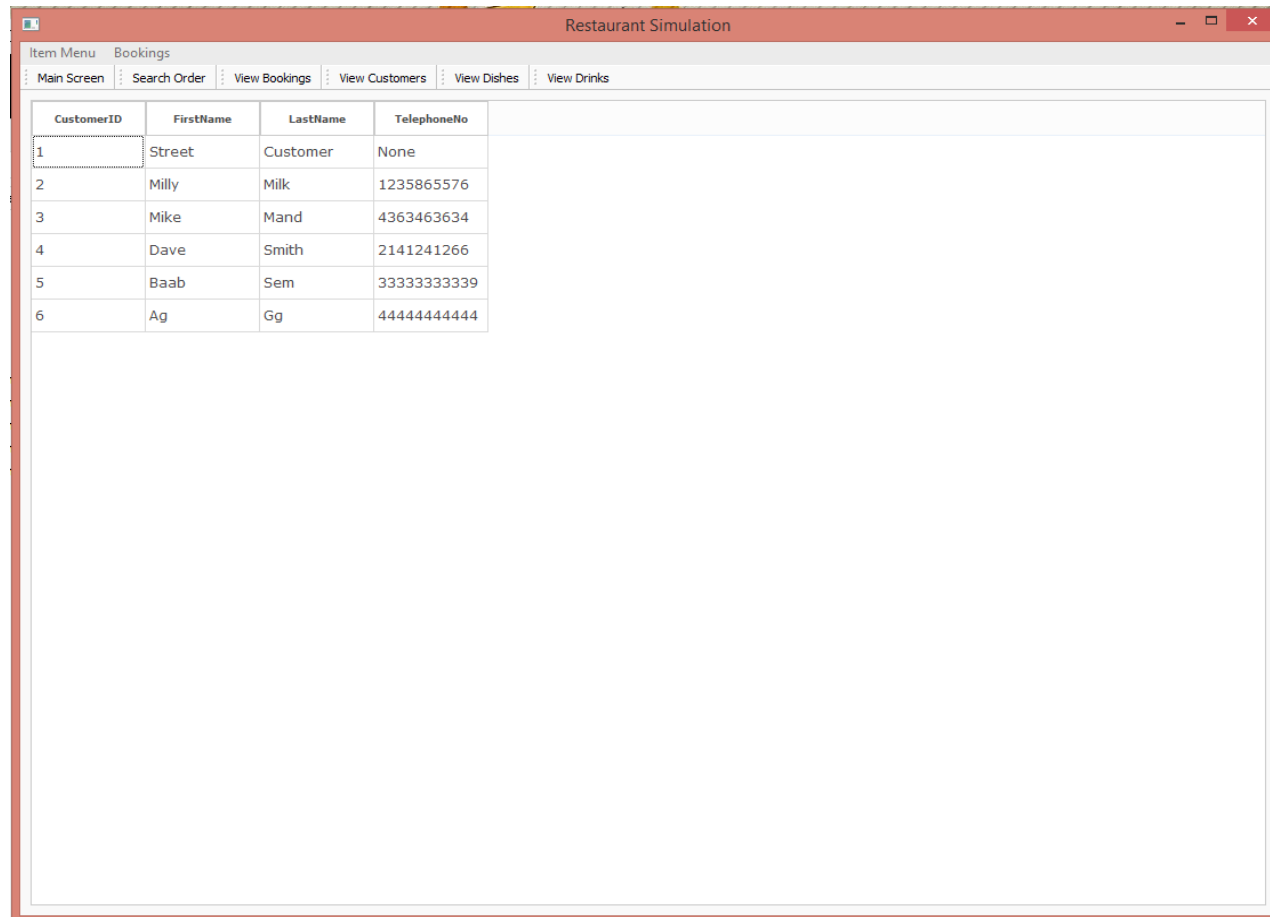 Restaurant Simulation
Item Menu Bookings
Main Screen Search Order View Bookings View Customers View Dishes View Drinks
CustomerID FirstName LastName TelephoneNo
1 Street Customer None
2 Milly Milk 1235865576
3 Mike Mand 4363463634
4 Dave Smith 2141241266
5 Baab Sem 33333333339
6 Ag Gg 44444444444